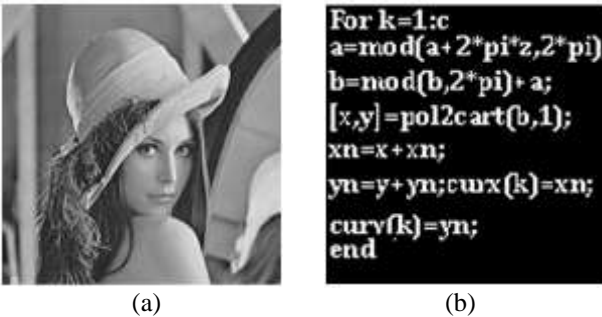 For k=1:c
a=mod(a+2*pi*z,2*pi)
b=mod(b,2*pi)+a;
[x,y]=pol2cart(b,1);
xn=x+xn;
yn=y+yn;curx(k)=xn;
cury(k)=yn;
end
(a) (b)